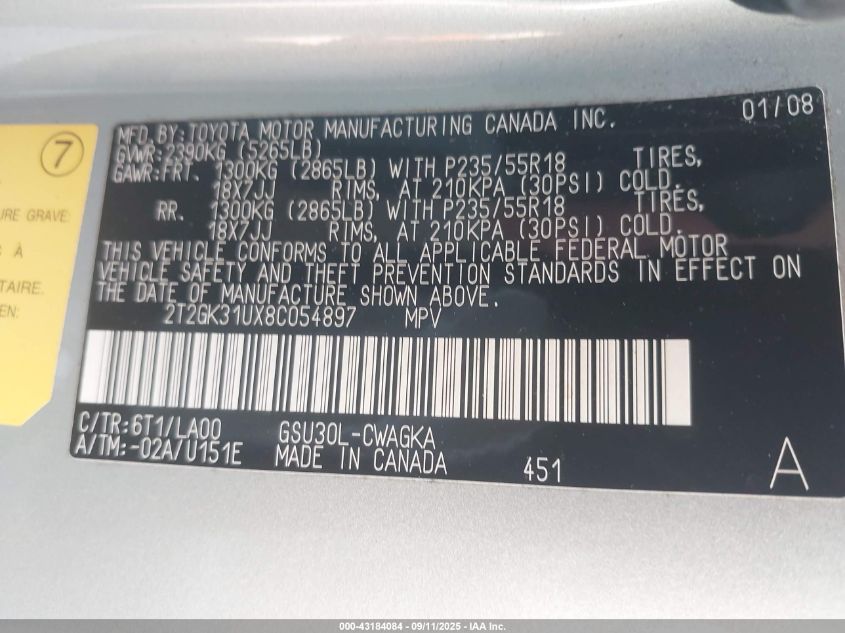 7
URE GRAVE
S À
TAIRE.
EN:
01/08
MFD.BY:TOYOTA MOTOR MANUFACTURING CANADA INC.
GVWR:2390KG (5265LB)
GAWR:FRT. 1300KG (2865LB) WITH P235/55R18 TIRES,
18X7JJ RIMS, AT 210KPA (30PSI) COLD.
RR. 1300KG (2865LB) WITH P235/55R18 TIRES,
18X7JJ RIMS, AT 210KPA (30PSI) COLD.
THIS VEHICLE CONFORMS TO ALL APPLICABLE FEDERAL MOTOR
VEHICLE SAFETY AND THEFT PREVENTION STANDARDS IN EFFECT ON
THE DATE OF MANUFACTURE SHOWN ABOVE.
2T2GK31UX8C054897 MPV
C/TR:6T1/LA00 GSU30L-CWAGKA
A/TM:-02A/U151E MADE IN CANADA 451 A
000-43184084 - 09/11/2025 - IAA Inc.